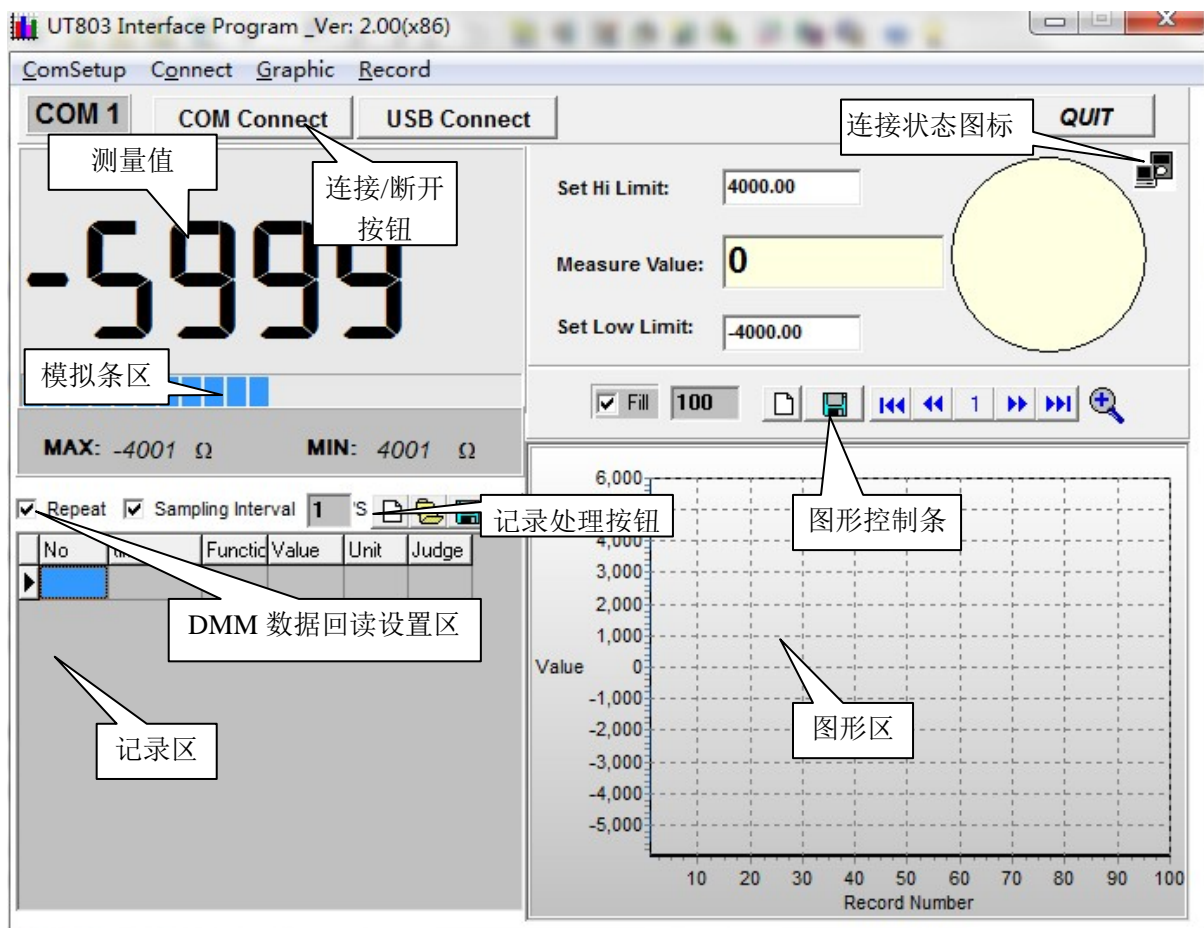 UT803 Interface Program _Ver: 2.00(x86)
ComSetup Connect Graphic Record
COM 1
COM Connect
USB Connect
QUIT
连接状态图标
测量值
连接/断开
按钮
-5999
模拟条区
MAX: -4001 Ω
MIN: 4001 Ω
Set Hi Limit: 4000.00
Measure Value: 0
Set Low Limit: -4000.00
Fill 100
1
Repeat Sampling Interval 1 'S
记录处理按钮
图形控制条
No Functio Value Unit Judge
DMM 数据回读设置区
记录区
图形区
6,000
4,000
3,000
2,000
1,000
Value 0
-1,000
-2,000
-3,000
-4,000
-5,000
10 20 30 40 50 60 70 80 90 100
Record Number